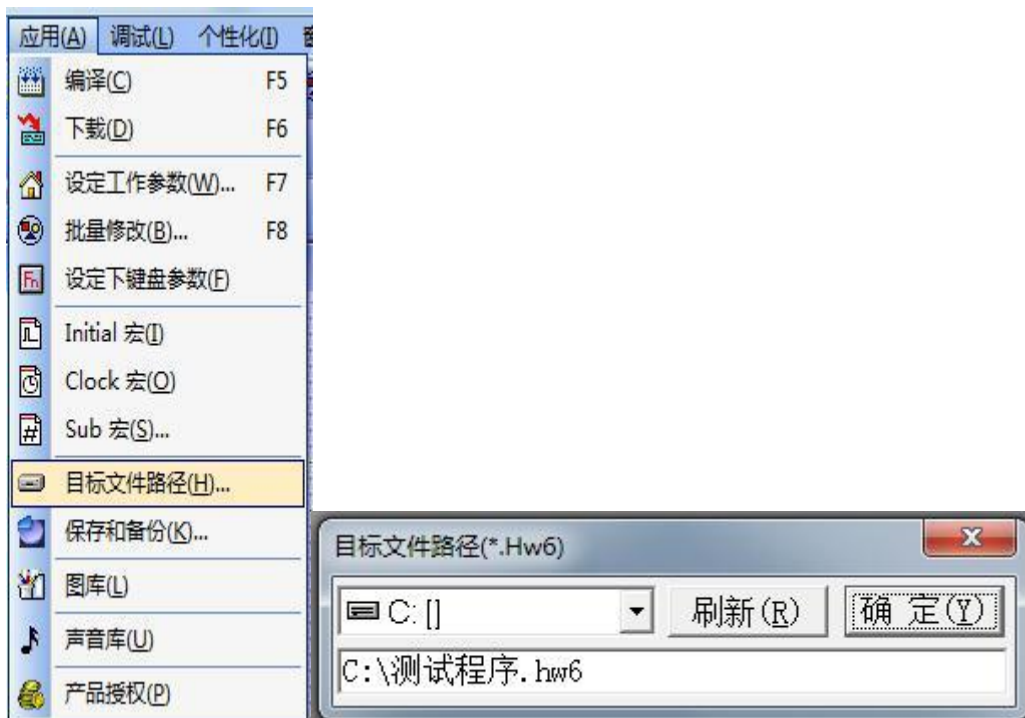 应用(A) 调试(L) 个性化(I)
编译(C) F5
下载(D) F6
设定工作参数(W)... F7
批量修改(B)... F8
设定下键盘参数(F)
Initial 宏(I)
Clock 宏(O)
Sub 宏(S)...
目标文件路径(H)...
保存和备份(K)...
图库(L)
声音库(U)
产品授权(P)
目标文件路径(*.Hw6)
C: [] 刷新(R) 确 定(Y)
C:\测试程序.hw6